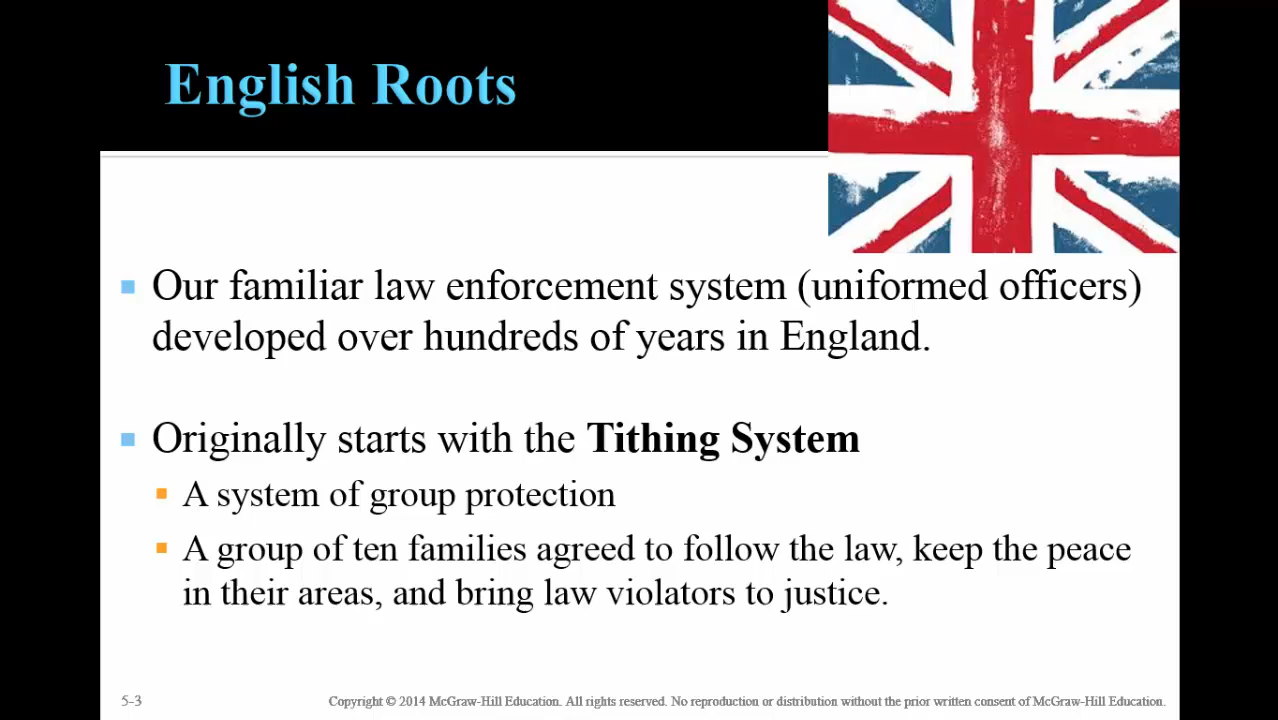 English Roots
Our familiar law enforcement system (uniformed officers)
developed over hundreds of years in England.
Originally starts with the Tithing System
A system of group protection
A group of ten families agreed to follow the law, keep the peace
in their areas, and bring law violators to justice.
5-3
Copyright © 2014 McGraw-Hill Education. All rights reserved. No reproduction or distribution without the prior written consent of McGraw-Hill Education.